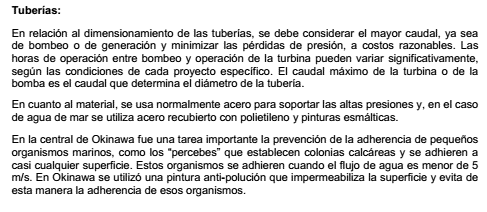 Tuberías:
En relación al dimensionamiento de las tuberías, se debe considerar el mayor caudal, ya sea
de bombeo o de generación y minimizar las pérdidas de presión, a costos razonables. Las
horas de operación entre bombeo y operación de la turbina pueden variar significativamente,
según las condiciones de cada proyecto específico. El caudal máximo de la turbina o de la
bomba es el caudal que determina el diámetro de la tubería.
En cuanto al material, se usa normalmente acero para soportar las altas presiones y, en el caso
de agua de mar se utiliza acero recubierto con polietileno y pinturas esmálticas.
En la central de Okinawa fue una tarea importante la prevención de la adherencia de pequeños
organismos marinos, como los "percebes" que establecen colonias calcáreas y se adhieren a
casi cualquier superficie. Estos organismos se adhieren cuando el flujo de agua es menor de 5
m/s. En Okinawa se utilizó una pintura anti-polución que impermeabiliza la superficie y evita de
esta manera la adherencia de esos organismos.